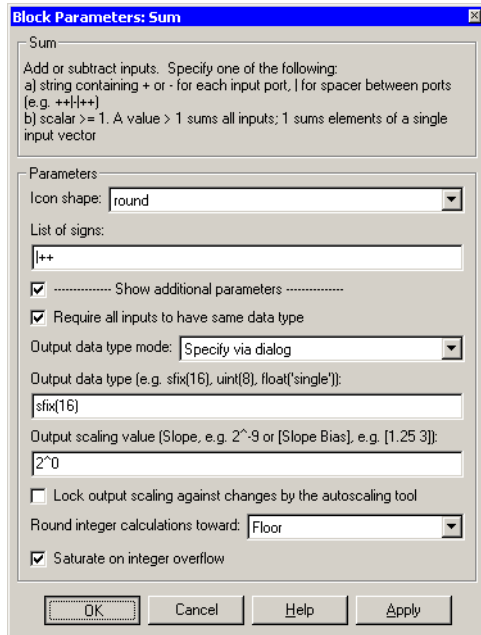 Block Parameters: Sum
Sum
Add or subtract inputs.  Specify one of the following:
a) string containing + or - for each input port, | for spacer between ports
(e.g. ++|-|++)
b) scalar >= 1. A value > 1 sums all inputs; 1 sums elements of a single
input vector
Parameters
Icon shape: round
List of signs:
|++
--------------- Show additional parameters ---------------
Require all inputs to have same data type
Output data type mode: Specify via dialog
Output data type (e.g. sfix(16), uint(8), float('single')):
sfix(16)
Output scaling value (Slope, e.g. 2^-9 or [Slope Bias], e.g. [1.25 3]):
2^0
Lock output scaling against changes by the autoscaling tool
Round integer calculations toward: Floor
Saturate on integer overflow
OK Cancel Help Apply